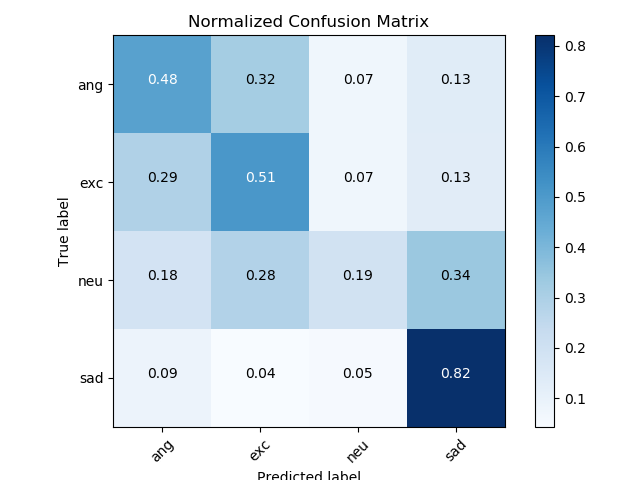 Normalized Confusion Matrix
True label
ang 0.48 0.32 0.07 0.13
exc 0.29 0.51 0.07 0.13
neu 0.18 0.28 0.19 0.34
sad 0.09 0.04 0.05 0.82
ang exc neu sad
Predicted label
0.8
0.7
0.6
0.5
0.4
0.3
0.2
0.1